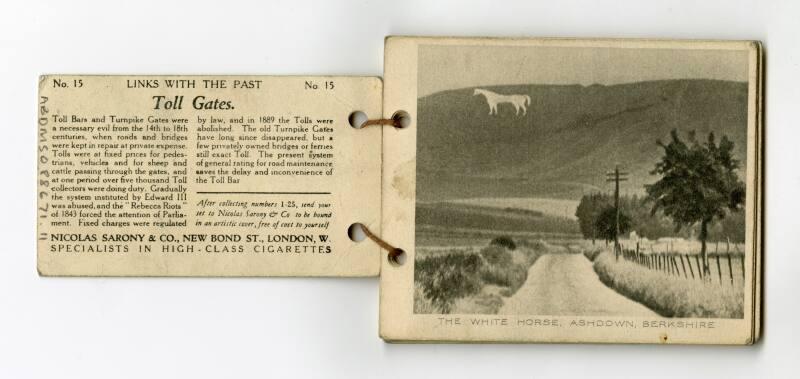 No. 15 LINKS WITH THE PAST No. 15
Toll Gates.
Toll Bars and Turnpike Gates were
a necessary evil from the 14th to 18th
centuries, when roads and bridges
were kept in repair at private expense.
Tolls were at fixed prices for pedes-
trians, vehicles and for sheep and
cattle passing through the gates, and
at one period over five thousand Toll
collectors were doing duty. Gradually
the system instituted by Edward III
was abused, and the "Rebecca Riots"
of 1843 forced the attention of Parlia-
ment. Fixed charges were regulated
by law, and in 1889 the Tolls were
abolished. The old Turnpike Gates
have long since disappeared, but a
few privately owned bridges or ferries
still exact Toll. The present system
of general rating for road maintenance
saves the delay and inconvenience of
the Toll Bar
After collecting numbers 1-25, send your
set to Nicolas Sarony & Co to be bound
in an artistic cover, free of cost to yourself
NICOLAS SARONY & CO., NEW BOND ST., LONDON, W.
SPECIALISTS IN HIGH-CLASS CIGARETTES
THE WHITE HORSE, ASHDOWN, BERKSHIRE